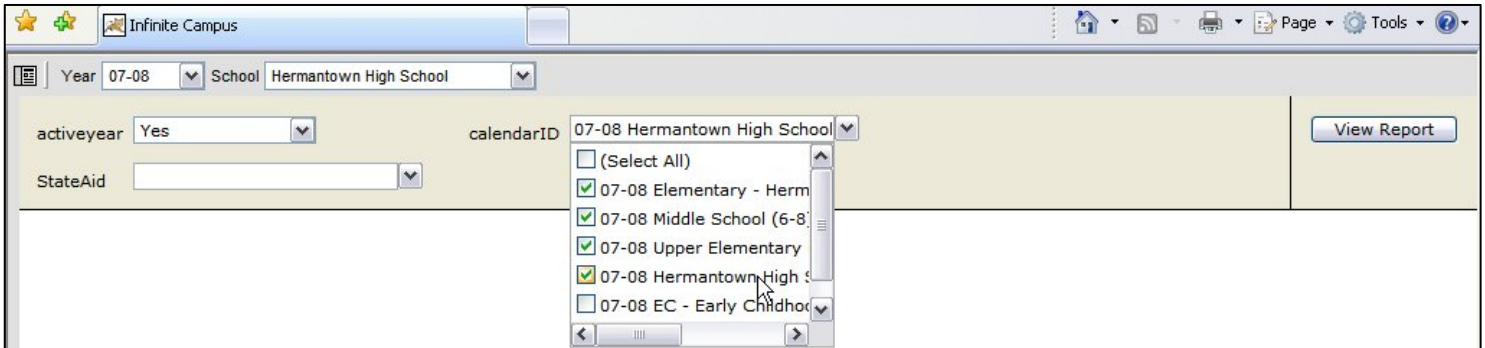 Infinite Campus Page Tools
Year 07-08 School Hermantown High School
activeyear Yes calendarID 07-08 Hermantown High School View Report
(Select All)
StateAid
07-08 Elementary - Herm
07-08 Middle School (6-8)
07-08 Upper Elementary
07-08 Hermantown High S
07-08 EC - Early Childhoo